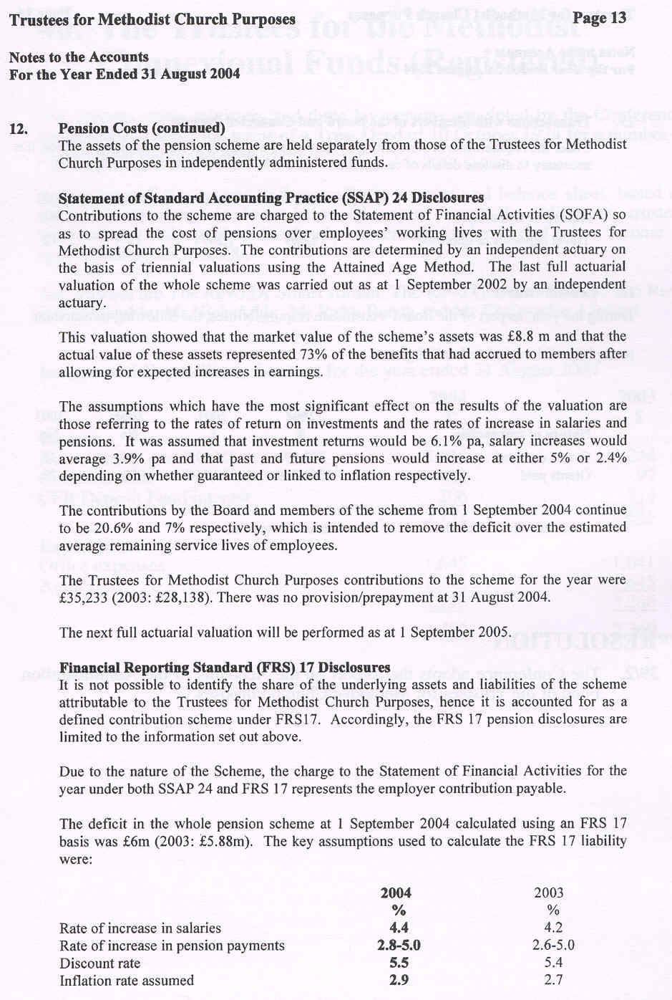 Trustees for Methodist Church Purposes Page 13
Notes to the Accounts
For the Year Ended 31 August 2004
12. Pension Costs (continued)
The assets of the pension scheme are held separately from those of the Trustees for Methodist
Church Purposes in independently administered funds.
Statement of Standard Accounting Practice (SSAP) 24 Disclosures
Contributions to the scheme are charged to the Statement of Financial Activities (SOFA) so
as to spread the cost of pensions over employees' working lives with the Trustees for
Methodist Church Purposes. The contributions are determined by an independent actuary on
the basis of triennial valuations using the Attained Age Method. The last full actuarial
valuation of the whole scheme was carried out as at 1 September 2002 by an independent
actuary.
This valuation showed that the market value of the scheme's assets was £8.8 m and that the
actual value of these assets represented 73% of the benefits that had accrued to members after
allowing for expected increases in earnings.
The assumptions which have the most significant effect on the results of the valuation are
those referring to the rates of return on investments and the rates of increase in salaries and
pensions. It was assumed that investment returns would be 6.1% pa, salary increases would
average 3.9% pa and that past and future pensions would increase at either 5% or 2.4%
depending on whether guaranteed or linked to inflation respectively.
The contributions by the Board and members of the scheme from 1 September 2004 continue
to be 20.6% and 7% respectively, which is intended to remove the deficit over the estimated
average remaining service lives of employees.
The Trustees for Methodist Church Purposes contributions to the scheme for the year were
£35,233 (2003: £28,138). There was no provision/prepayment at 31 August 2004.
The next full actuarial valuation will be performed as at 1 September 2005.
Financial Reporting Standard (FRS) 17 Disclosures
It is not possible to identify the share of the underlying assets and liabilities of the scheme
attributable to the Trustees for Methodist Church Purposes, hence it is accounted for as a
defined contribution scheme under FRS17. Accordingly, the FRS 17 pension disclosures are
limited to the information set out above.
Due to the nature of the Scheme, the charge to the Statement of Financial Activities for the
year under both SSAP 24 and FRS 17 represents the employer contribution payable.
The deficit in the whole pension scheme at 1 September 2004 calculated using an FRS 17
basis was £6m (2003: £5.88m). The key assumptions used to calculate the FRS 17 liability
were:
2004 2003
% %
Rate of increase in salaries 4.4 4.2
Rate of increase in pension payments 2.8-5.0 2.6-5.0
Discount rate 5.5 5.4
Inflation rate assumed 2.9 2.7